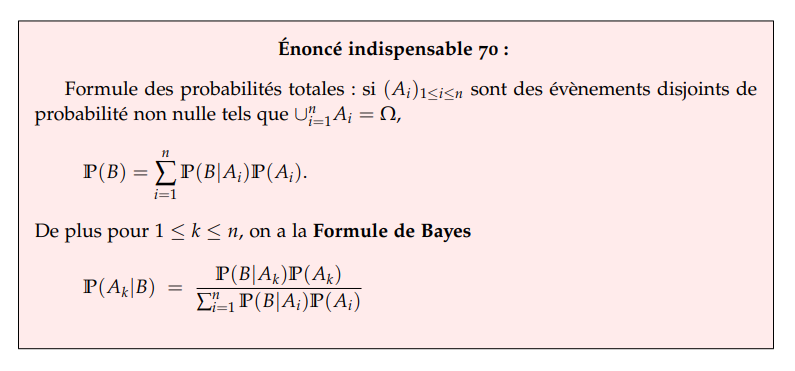 Énoncé indispensable 70 :
Formule des probabilités totales : si $(A_i)_{1 \leq i \leq n}$ sont des évènements disjoints de
probabilité non nulle tels que $\cup_{i=1}^n A_i = \Omega$,
$\mathbb{P}(B) = \sum_{i=1}^{n} \mathbb{P}(B|A_i)\mathbb{P}(A_i).$
De plus pour $1 \leq k \leq n$, on a la Formule de Bayes
$\mathbb{P}(A_k|B) = \frac{\mathbb{P}(B|A_k)\mathbb{P}(A_k)}{\sum_{i=1}^n \mathbb{P}(B|A_i)\mathbb{P}(A_i)}$